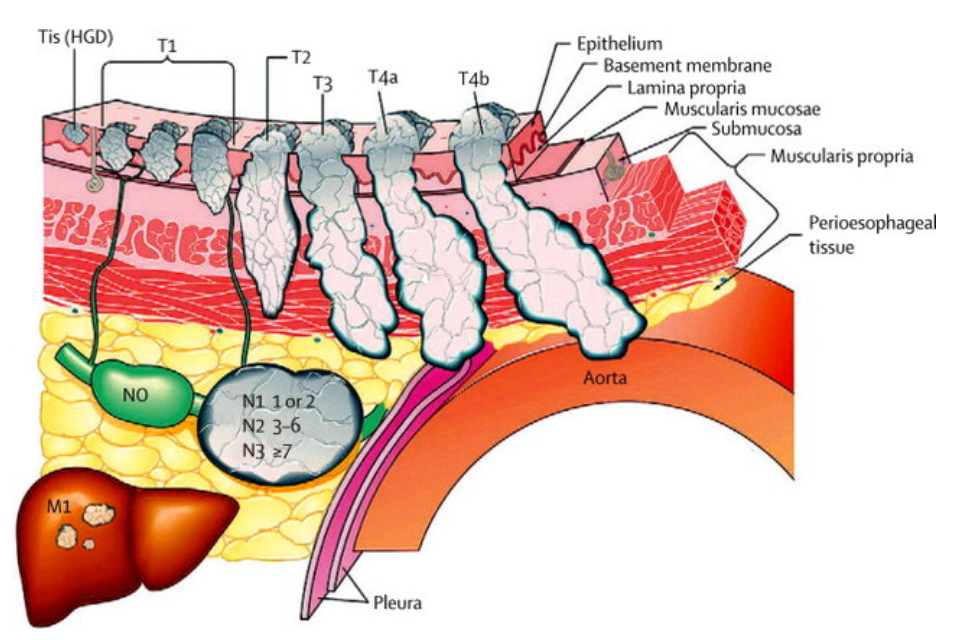 Tis (HGD)
T1
T2
T3
T4a
T4b
Epithelium
Basement membrane
Lamina propria
Muscularis mucosae
Submucosa
Muscularis propria
Perioesophageal
tissue
Aorta
NO
N1 1 or 2
N2 3–6
N3 ≥7
M1
Pleura